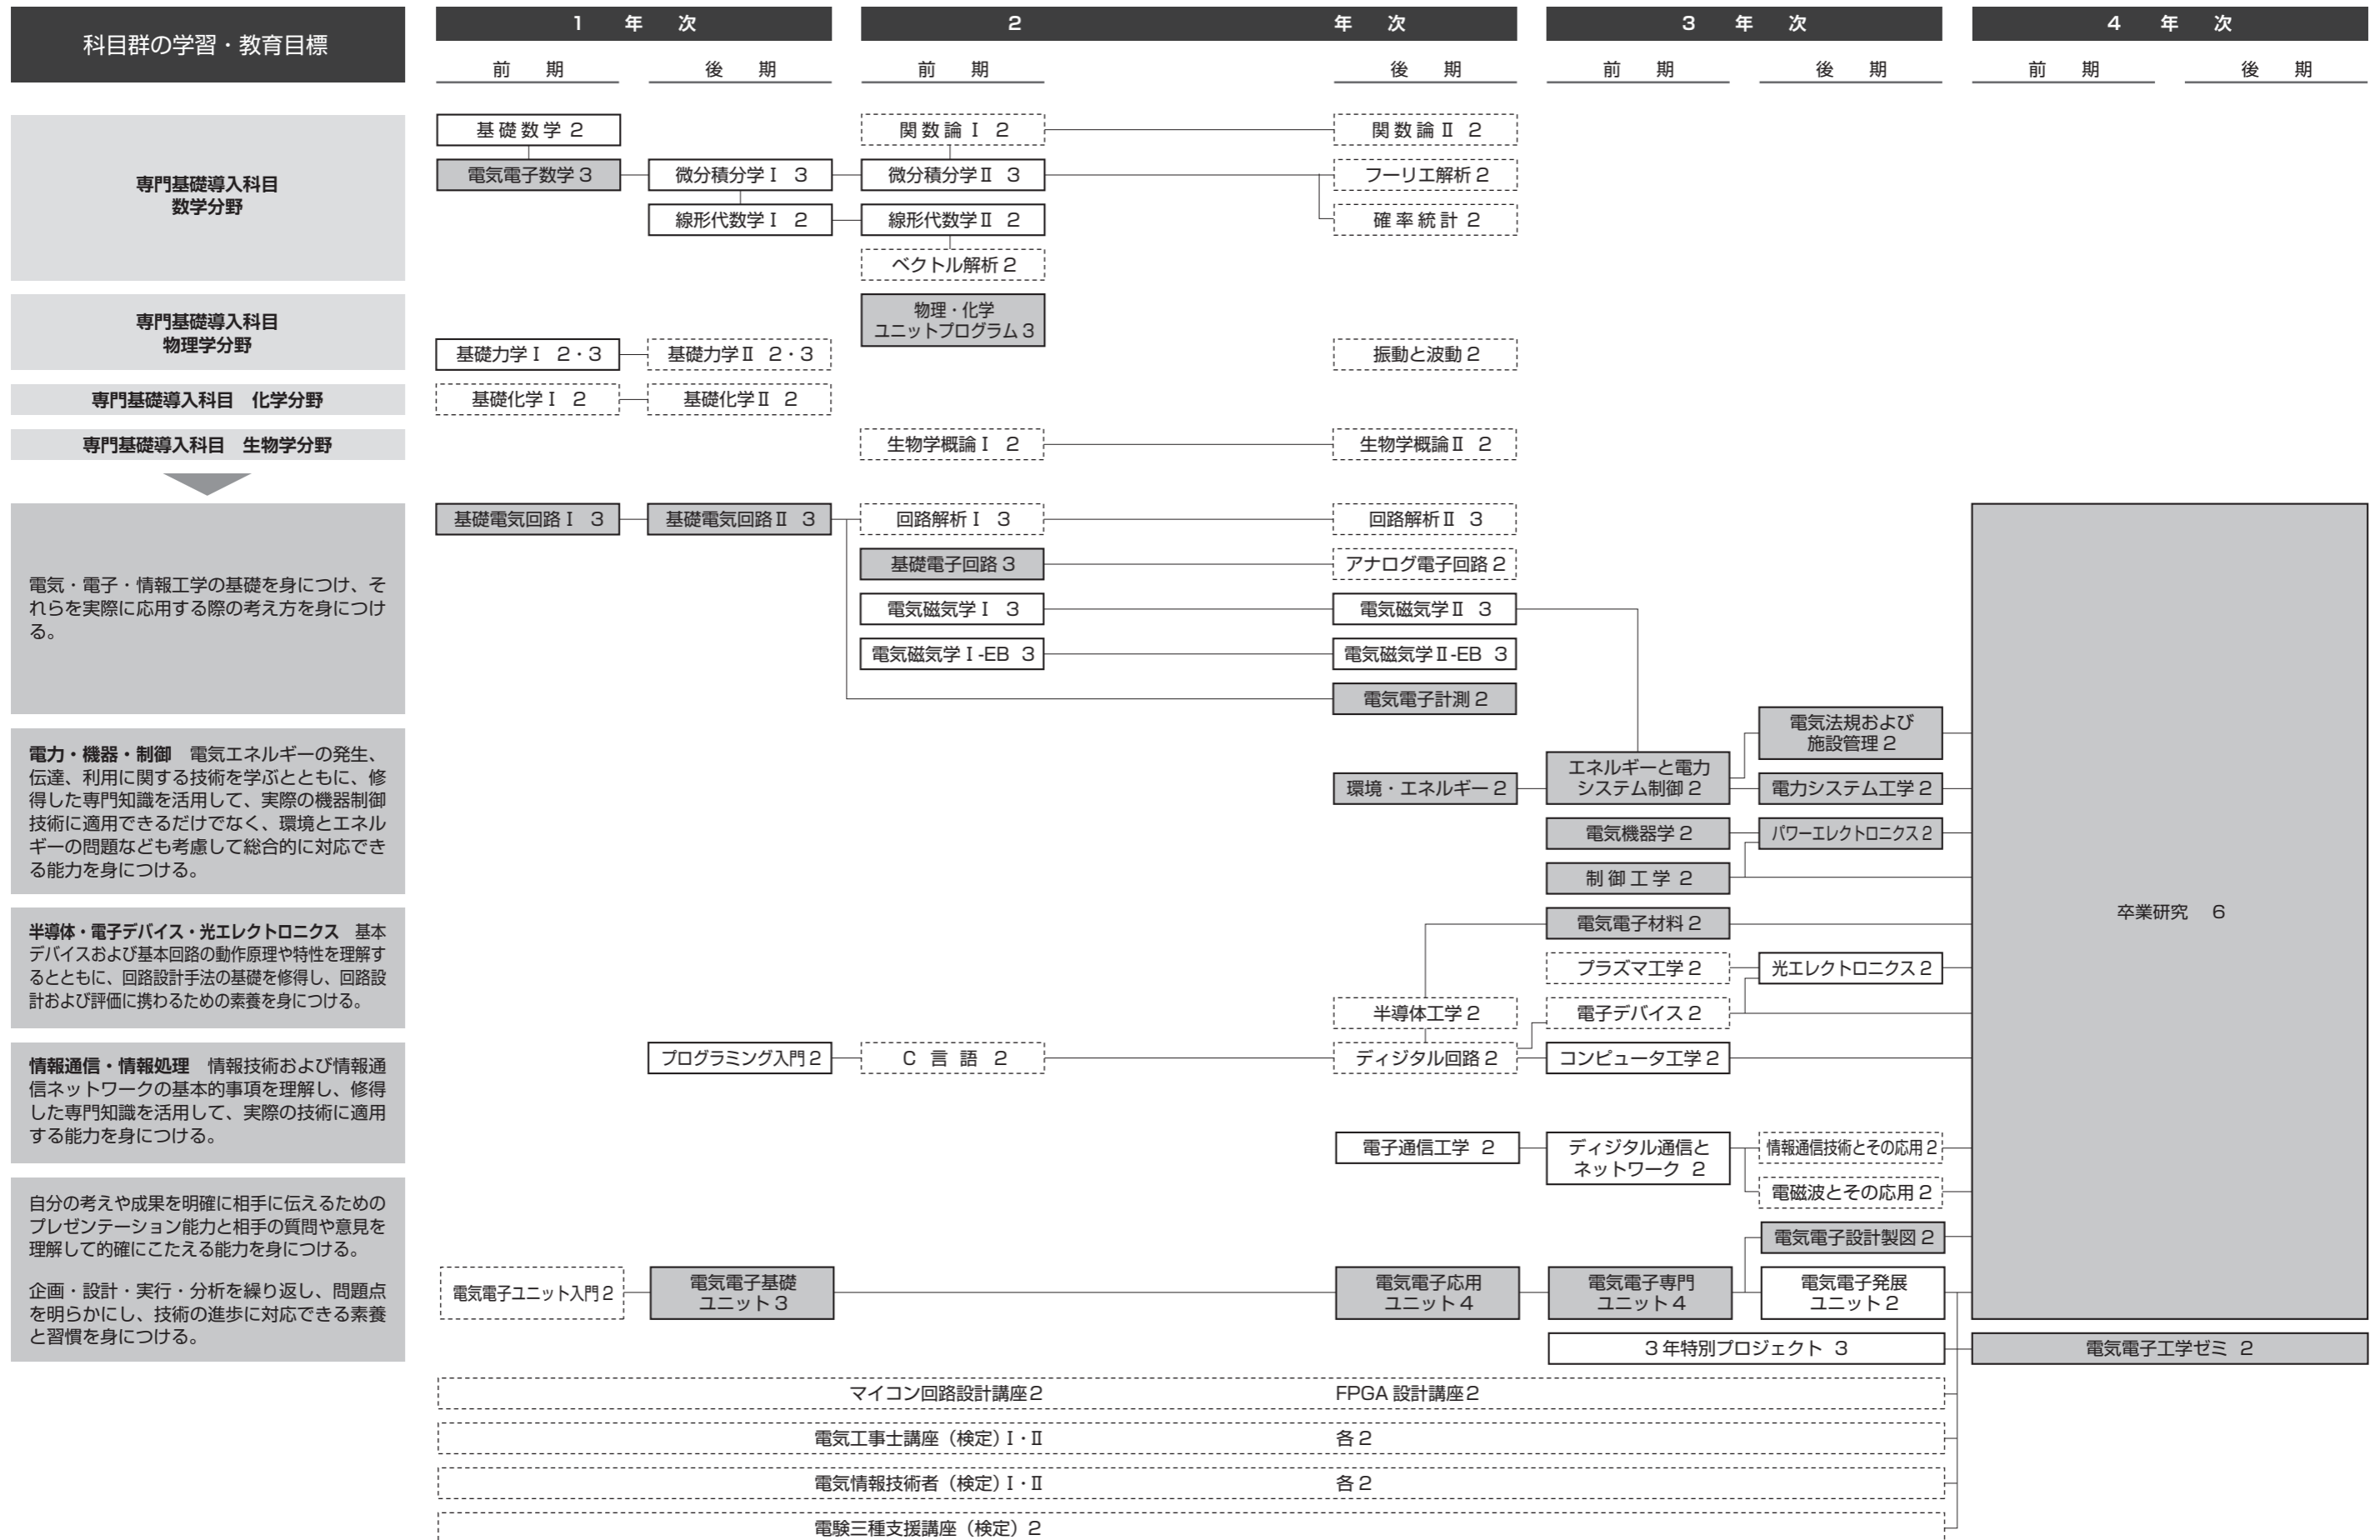 科目群の学習・教育目標
1 年 次
2 年 次
3 年 次
4 年 次
前 期
後 期
前 期
後 期
前 期
後 期
前 期
後 期
専門基礎導入科目
数学分野
基 礎 数 学 2
関 数 論 Ⅰ 2
関 数 論 Ⅱ 2
電気電子数学 3
微分積分学Ⅰ 3
微分積分学Ⅱ 3
フーリエ解析 2
線形代数学Ⅰ 2
線形代数学Ⅱ 2
確 率 統 計 2
ベクトル解析 2
専門基礎導入科目
物理学分野
物理・化学
ユニットプログラム 3
基礎力学Ⅰ 2・3
基礎力学Ⅱ 2・3
振動と波動 2
専門基礎導入科目 化学分野
基礎化学Ⅰ 2
基礎化学Ⅱ 2
専門基礎導入科目 生物学分野
生物学概論Ⅰ 2
生物学概論Ⅱ 2
電気・電子・情報工学の基礎を身につけ、そ
れらを実際に応用する際の考え方を身につけ
る。
基礎電気回路Ⅰ 3
基礎電気回路Ⅱ 3
回路解析Ⅰ 3
回路解析Ⅱ 3
基礎電子回路 3
アナログ電子回路 2
電気磁気学Ⅰ 3
電気磁気学Ⅱ 3
電気磁気学Ⅰ-EB 3
電気磁気学Ⅱ-EB 3
電気電子計測 2
電力・機器・制御 電気エネルギーの発生、
伝達、利用に関する技術を学ぶとともに、修
得した専門知識を活用して、実際の機器制御
技術に適用できるだけでなく、環境とエネル
ギーの問題なども考慮して総合的に対応でき
る能力を身につける。
電気法規および
施設管理 2
環境・エネルギー 2
エネルギーと電力
システム制御 2
電力システム工学 2
電気機器学 2
パワーエレクトロニクス 2
制 御 工 学 2
卒業研究 6
半導体・電子デバイス・光エレクトロニクス 基本
デバイスおよび基本回路の動作原理や特性を理解す
るとともに、回路設計手法の基礎を修得し、回路設
計および評価に携わるための素養を身につける。
電気電子材料 2
プラズマ工学 2
光エレクトロニクス 2
半導体工学 2
電子デバイス 2
情報通信・情報処理 情報技術および情報通
信ネットワークの基本的事項を理解し、修得
した専門知識を活用して、実際の技術に適用
する能力を身につける。
プログラミング入門 2
C 言 語 2
ディジタル回路 2
コンピュータ工学 2
電子通信工学 2
ディジタル通信と
ネットワーク 2
情報通信技術とその応用 2
電磁波とその応用 2
自分の考えや成果を明確に相手に伝えるための
プレゼンテーション能力と相手の質問や意見を
理解して的確にこたえる能力を身につける。
企画・設計・実行・分析を繰り返し、問題点
を明らかにし、技術の進歩に対応できる素養
と習慣を身につける。
電気電子設計製図 2
電気電子ユニット入門 2
電気電子基礎
ユニット 3
電気電子応用
ユニット 4
電気電子専門
ユニット 4
電気電子発展
ユニット 2
3 年特別プロジェクト 3
電気電子工学ゼミ 2
マイコン回路設計講座 2 FPGA 設計講座 2
電気工事士講座（検定）Ⅰ・Ⅱ 各 2
電気情報技術者（検定）Ⅰ・Ⅱ 各 2
電験三種支援講座（検定）2